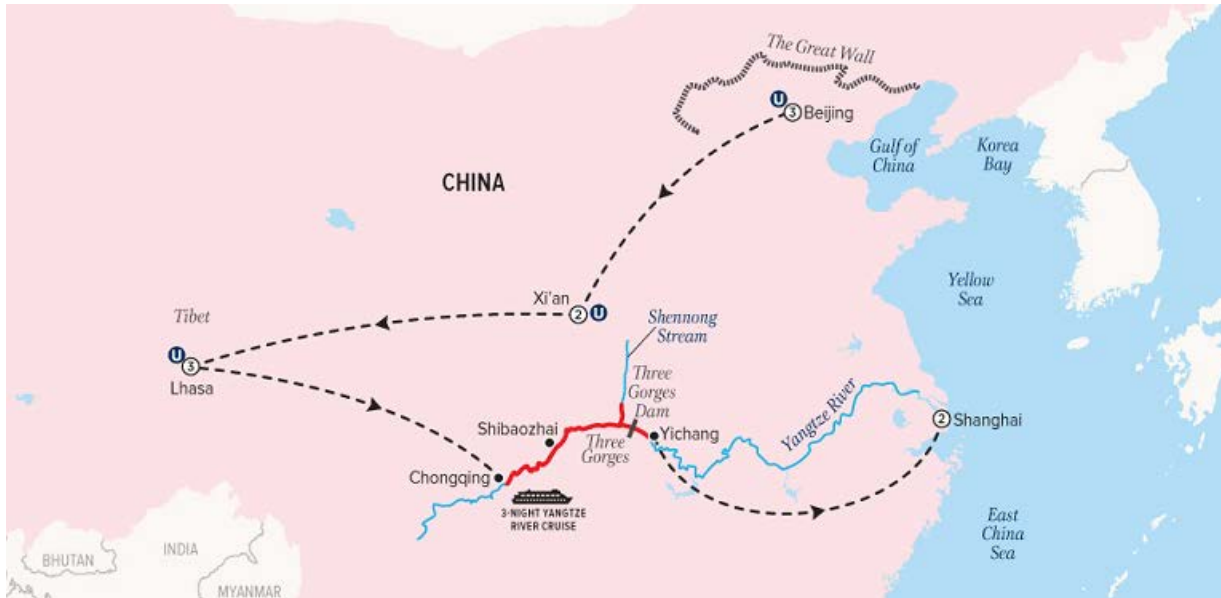 The Great Wall
U
3 Beijing
Gulf of
China
Korea
Bay
CHINA
Yellow
Sea
Xi'an
2 U
Tibet
U
3
Lhasa
Shennong
Stream
Three
Gorges
Dam
Yangtze River
2 Shanghai
Shibaozhai
Three
Gorges
Yichang
Chongqing
3-NIGHT YANGTZE
RIVER CRUISE
East
China
Sea
BHUTAN
INDIA
MYANMAR